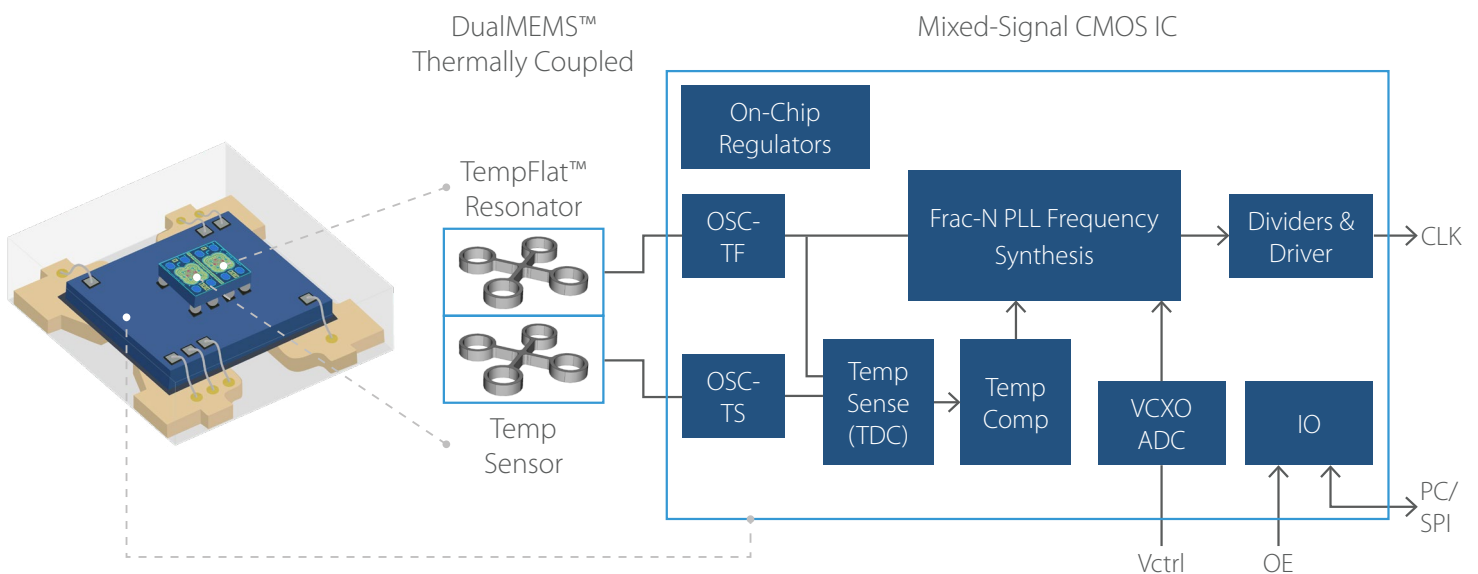 DualMEMS™
Thermally Coupled
Mixed-Signal CMOS IC
TempFlat™
Resonator
Temp
Sensor
On-Chip
Regulators
OSC-
TF
Frac-N PLL Frequency
Synthesis
Dividers &
Driver
CLK
OSC-
TS
Temp
Sense
(TDC)
Temp
Comp
VCXO
ADC
IO
PC/
SPI
Vctrl
OE